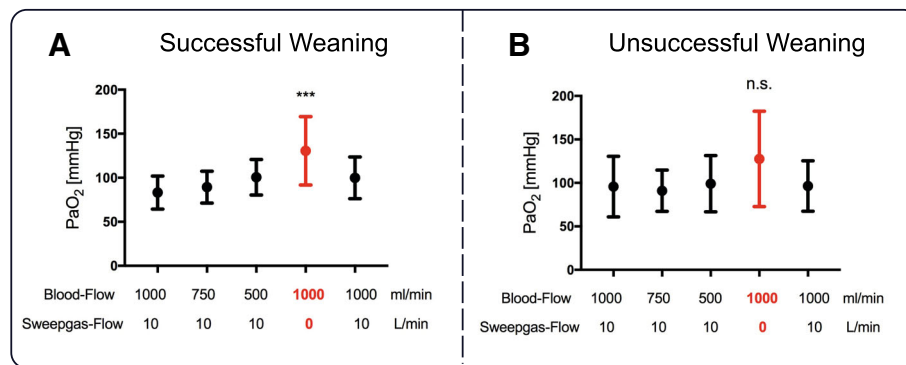 A Successful Weaning
***
200
150
100
50
0
PaO2 [mmHg]
Blood-Flow 1000 750 500 1000 1000 ml/min
Sweepgas-Flow 10 10 10 0 10 L/min
B Unsuccessful Weaning
n.s.
200
150
100
50
0
PaO2 [mmHg]
Blood-Flow 1000 750 500 1000 1000 ml/min
Sweepgas-Flow 10 10 10 0 10 L/min